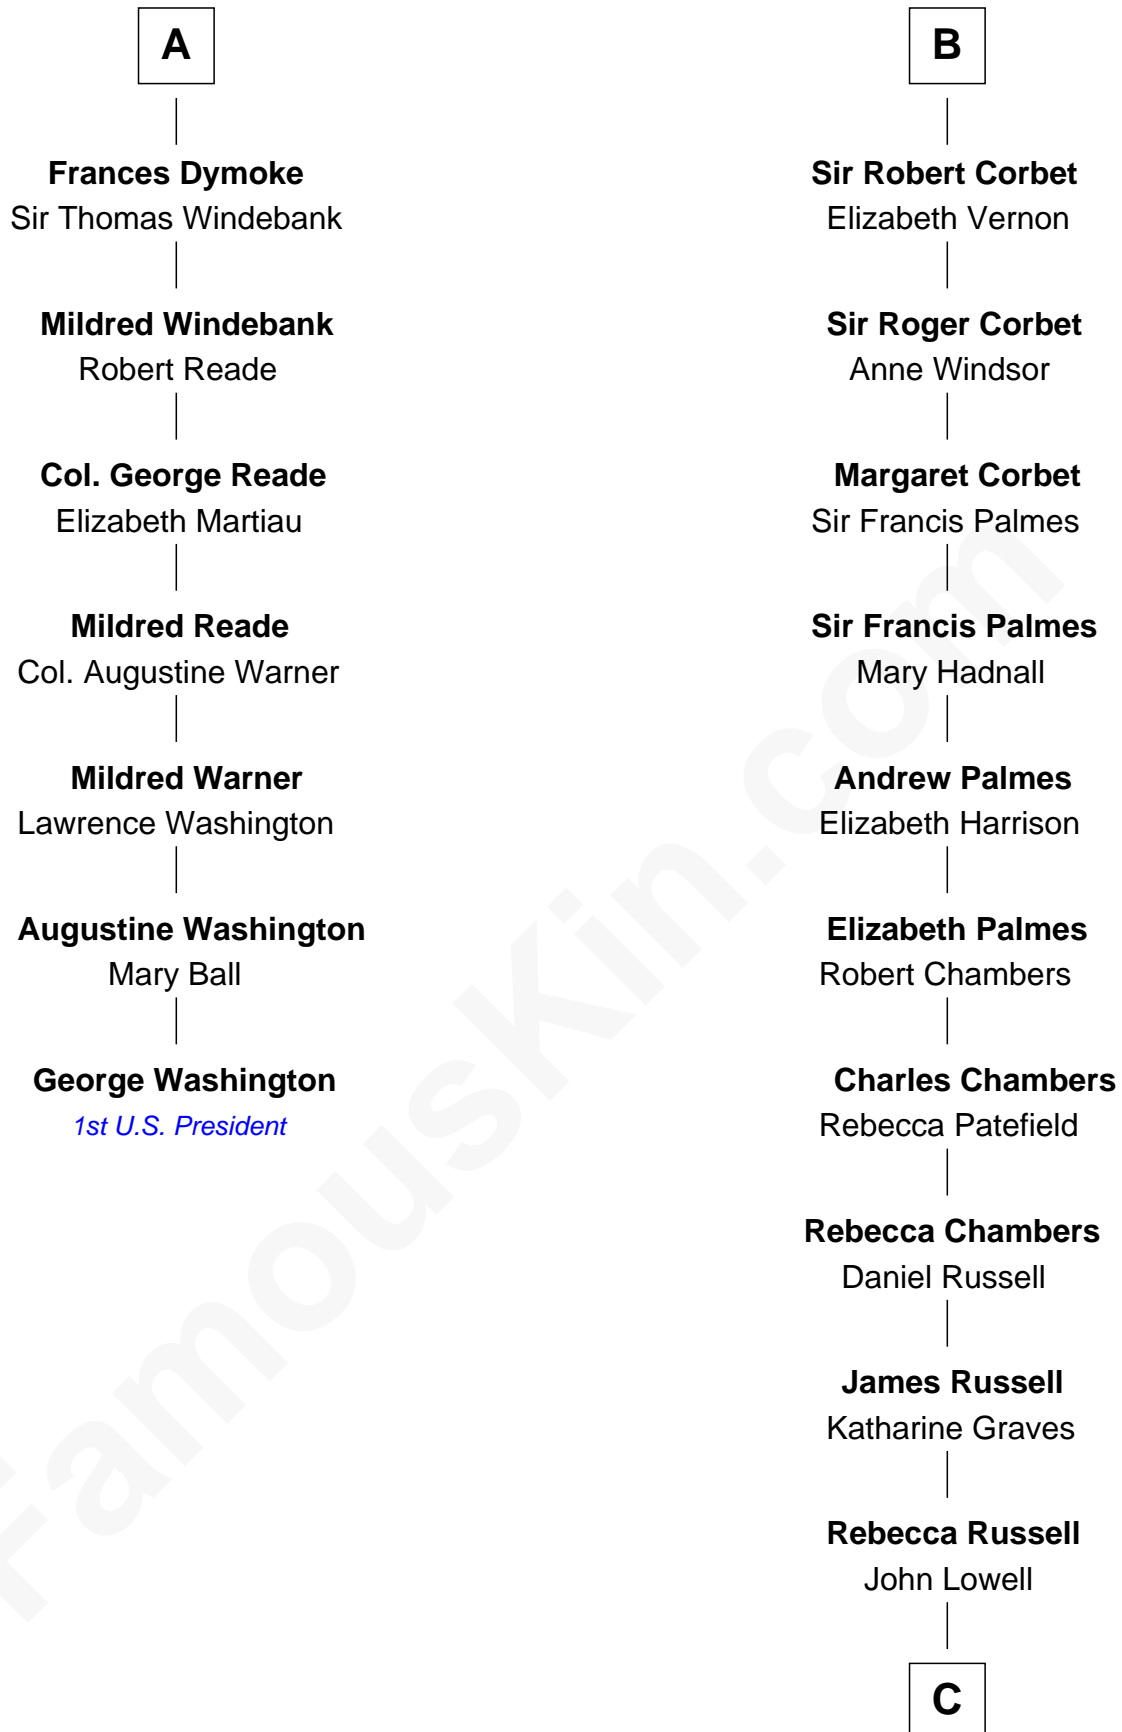 A
Frances Dymoke
Sir Thomas Windebank
Mildred Windebank
Robert Reade
Col. George Reade
Elizabeth Martiau
Mildred Reade
Col. Augustine Warner
Mildred Warner
Lawrence Washington
Augustine Washington
Mary Ball
George Washington
1st U.S. President
B
Sir Robert Corbet
Elizabeth Vernon
Sir Roger Corbet
Anne Windsor
Margaret Corbet
Sir Francis Palmes
Sir Francis Palmes
Mary Hadnall
Andrew Palmes
Elizabeth Harrison
Elizabeth Palmes
Robert Chambers
Charles Chambers
Rebecca Patefield
Rebecca Chambers
Daniel Russell
James Russell
Katharine Graves
Rebecca Russell
John Lowell
C
FamousKin.com